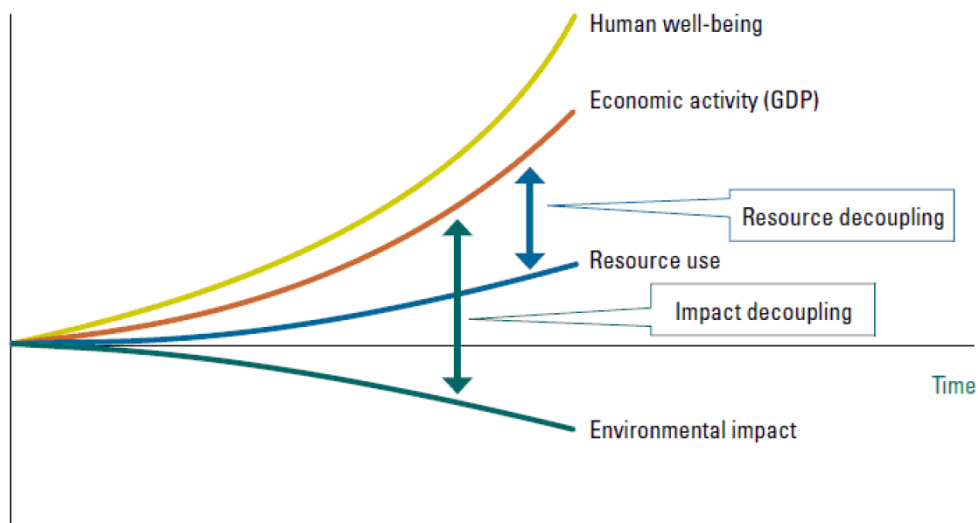 Human well-being
Economic activity (GDP)
Resource decoupling
Resource use
Impact decoupling
Time
Environmental impact